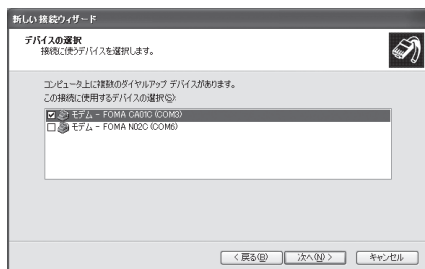 新しい接続ウィザード
デバイスの選択
接続に使うデバイスを選択します。
コンピュータ上に複数のダイヤルアップ デバイスがあります。
この接続に使用するデバイスの選択(S):
モデム - FOMA CA01C (COM3)
モデム - FOMA N02C (COM6)
< 戻る(B) 次へ(N) > キャンセル